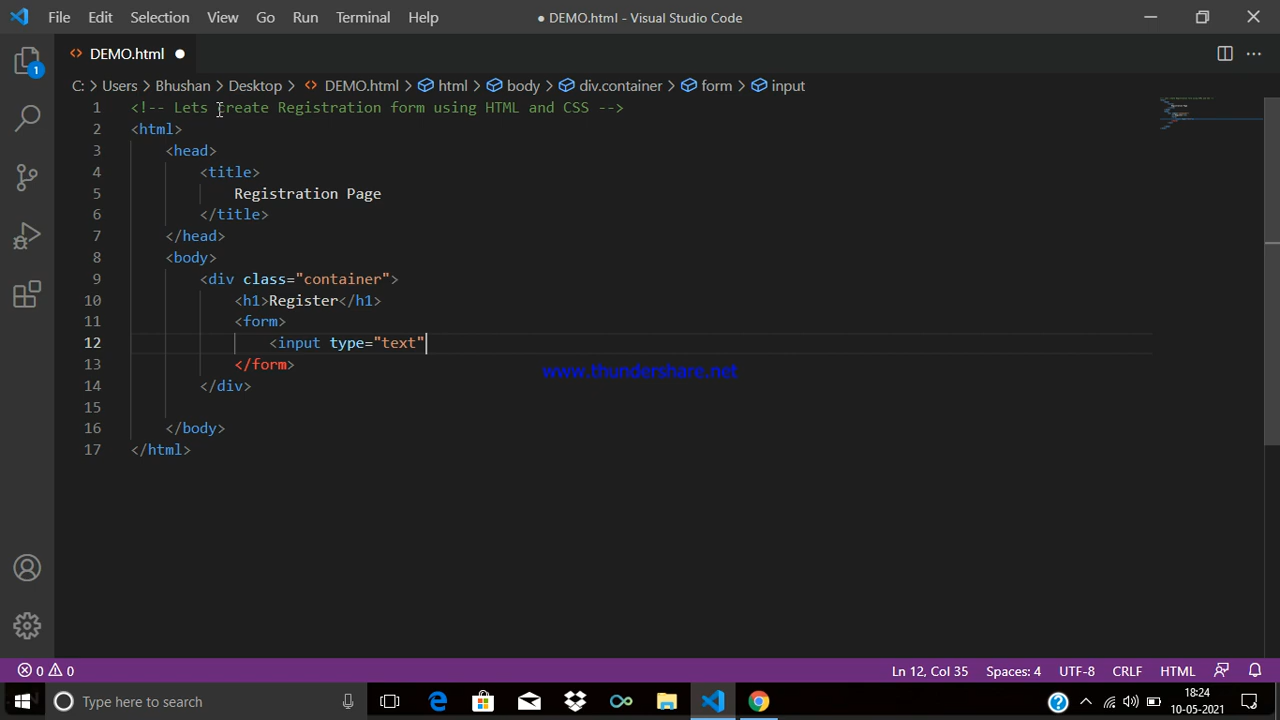 File Edit Selection View Go Run Terminal Help ● DEMO.html - Visual Studio Code
DEMO.html ●
C: > Users > Bhushan > Desktop > DEMO.html > html > body > div.container > form > input
1 <!-- Lets create Registration form using HTML and CSS -->
2 <html>
3 <head>
4 <title>
5 Registration Page
6 </title>
7 </head>
8 <body>
9 <div class="container">
10 <h1>Register</h1>
11 <form>
12 <input type="text"
13 </form>
14 </div>
15
16 </body>
17 </html>
www.thundershare.net
1
0 0 Ln 12, Col 35 Spaces: 4 UTF-8 CRLF HTML
Type here to search
18:24
10-05-2021